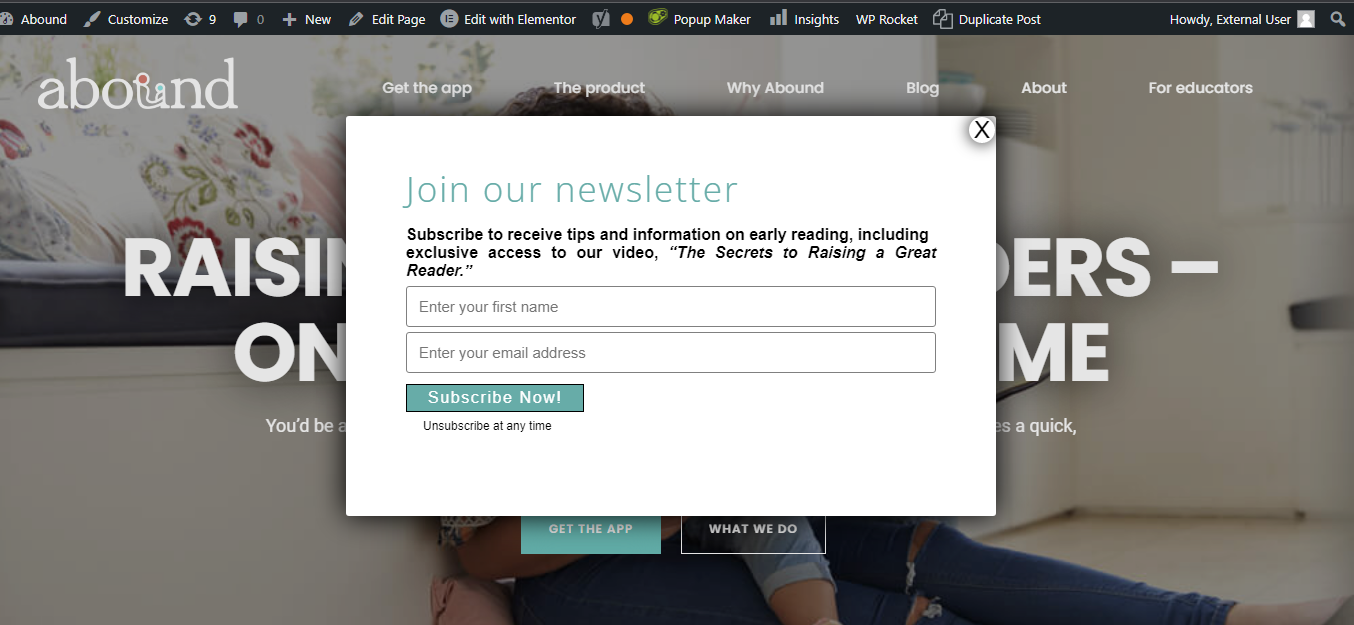 Abound Customize 9 0 New Edit Page Edit with Elementor Popup Maker Insights WP Rocket Duplicate Post Howdy, External User
abound Get the app The product Why Abound Blog About For educators
X
Join our newsletter
Subscribe to receive tips and information on early reading, including
exclusive access to our video, “The Secrets to Raising a Great
Reader.”
RAISIN DERS –
Enter your first name
ON ME
Enter your email address
Subscribe Now!
Unsubscribe at any time
You’d be a es a quick,
GET THE APP WHAT WE DO